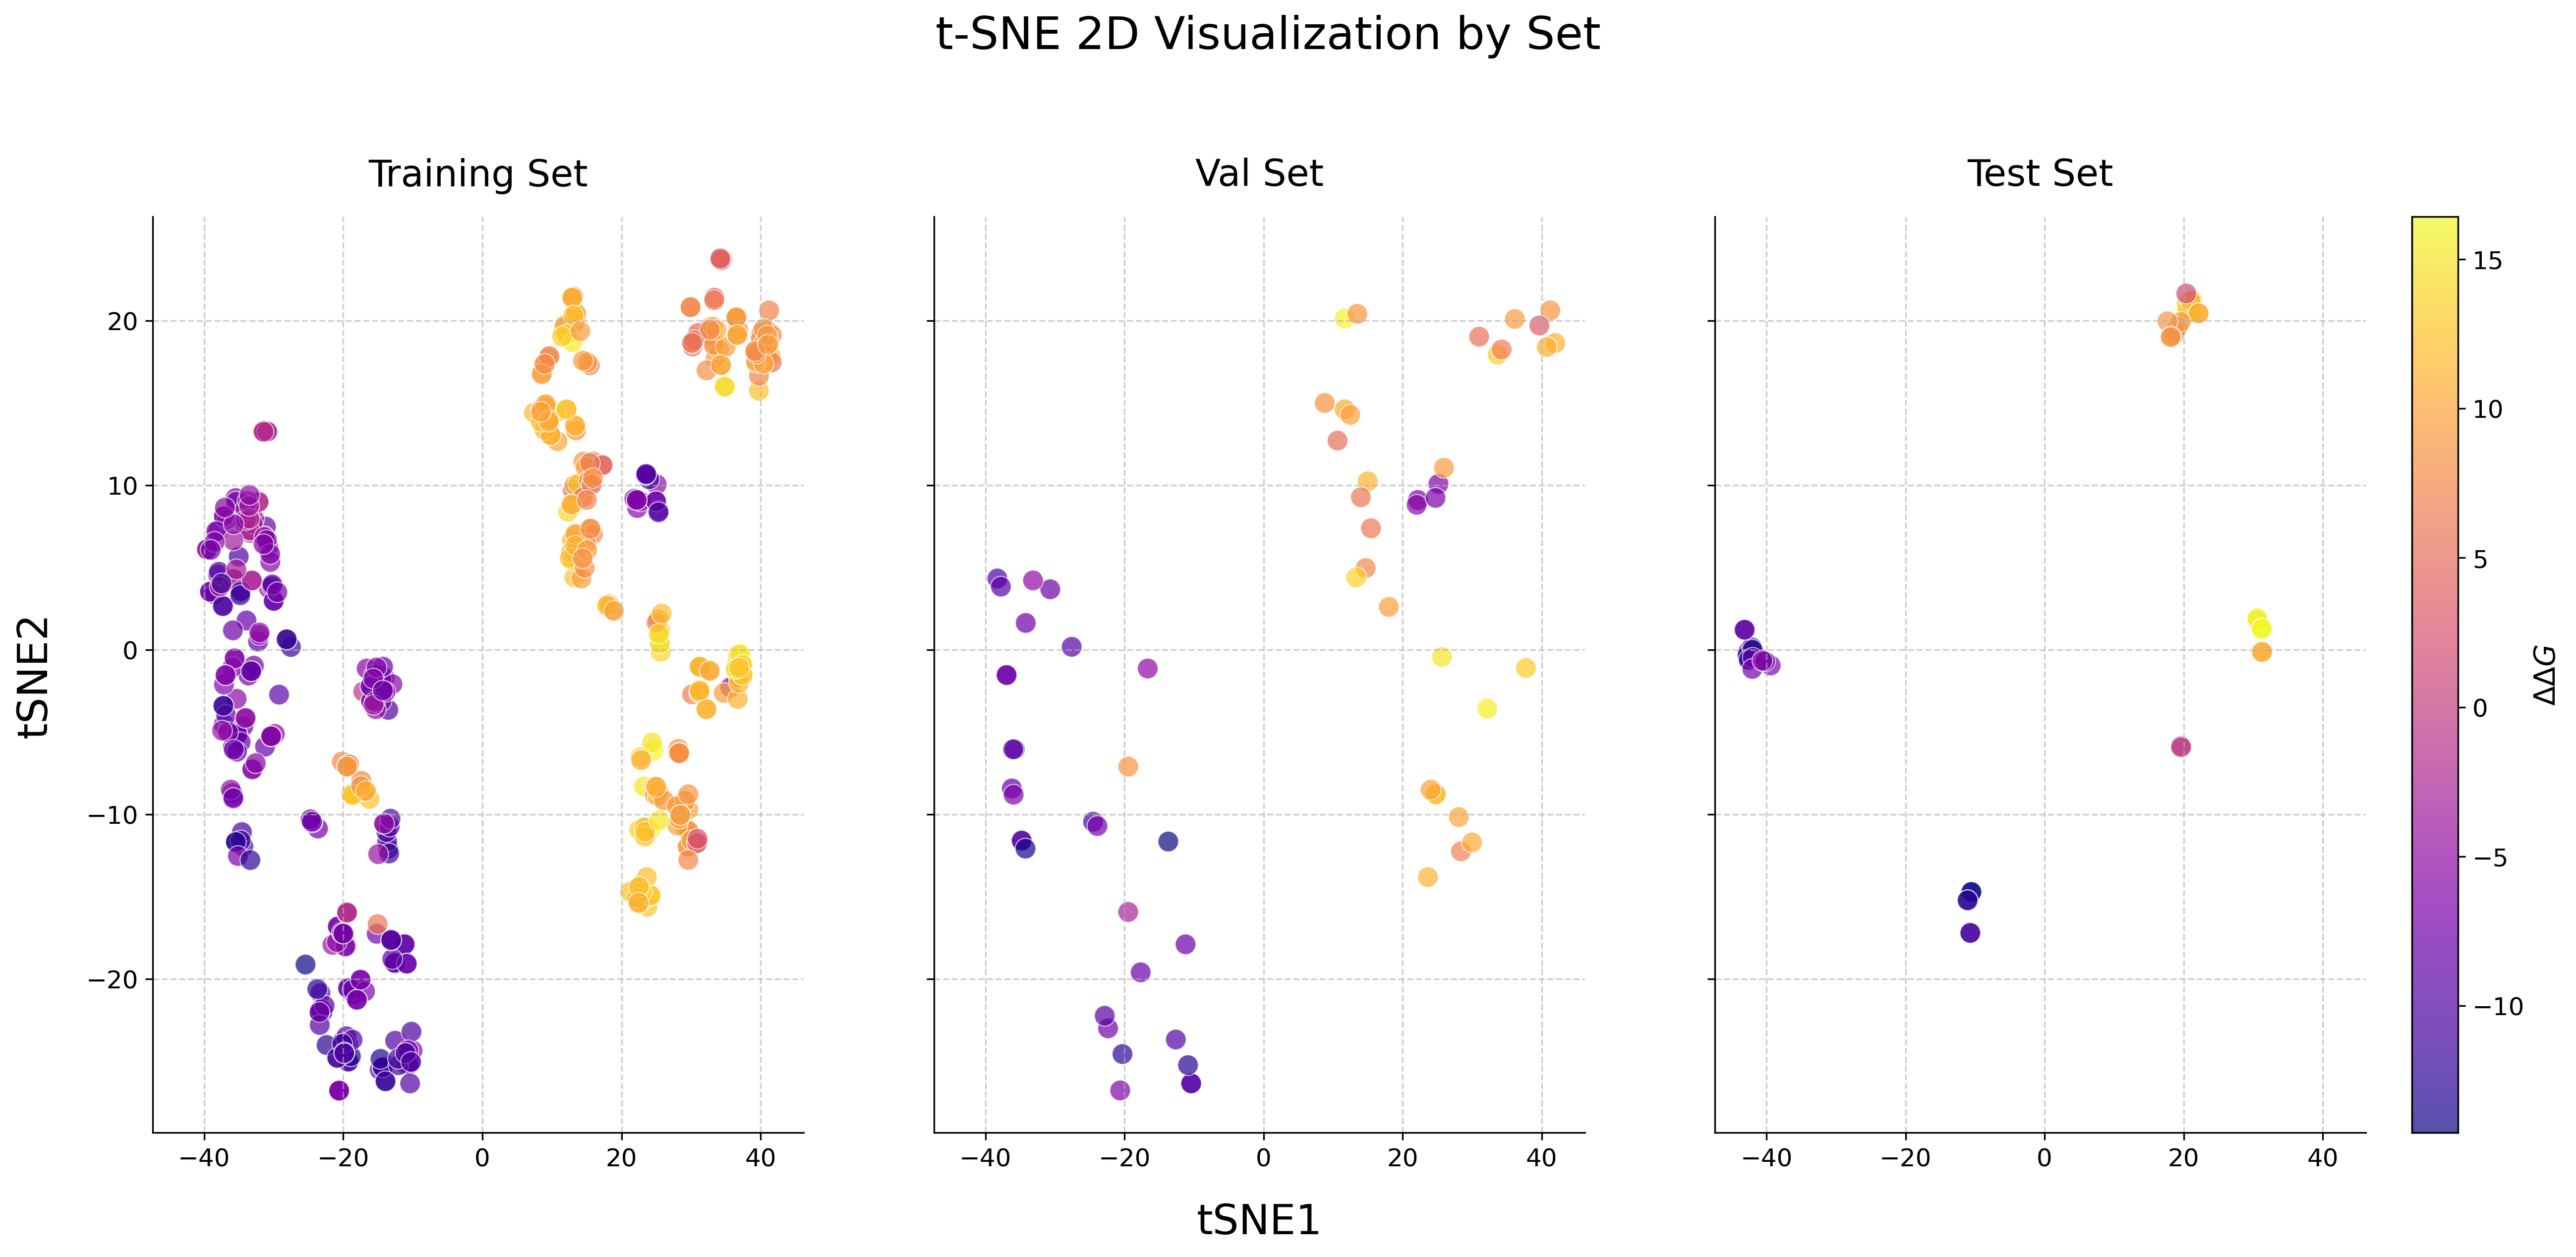 t-SNE 2D Visualization by Set
Training Set
Val Set
Test Set
20
10
0
−10
−20
tSNE2
−40 −20 0 20 40
−40 −20 0 20 40
−40 −20 0 20 40
tSNE1
15
10
5
0
−5
−10
ΔΔG